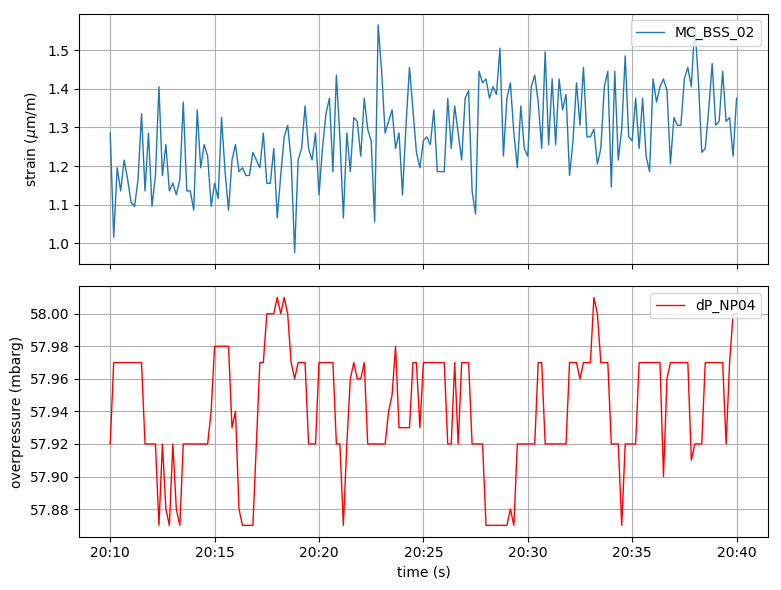 MC_BSS_02
strain (μm/m)
1.5
1.4
1.3
1.2
1.1
1.0
dP_NP04
overpressure (mbarg)
58.00
57.98
57.96
57.94
57.92
57.90
57.88
20:10 20:15 20:20 20:25 20:30 20:35 20:40
time (s)